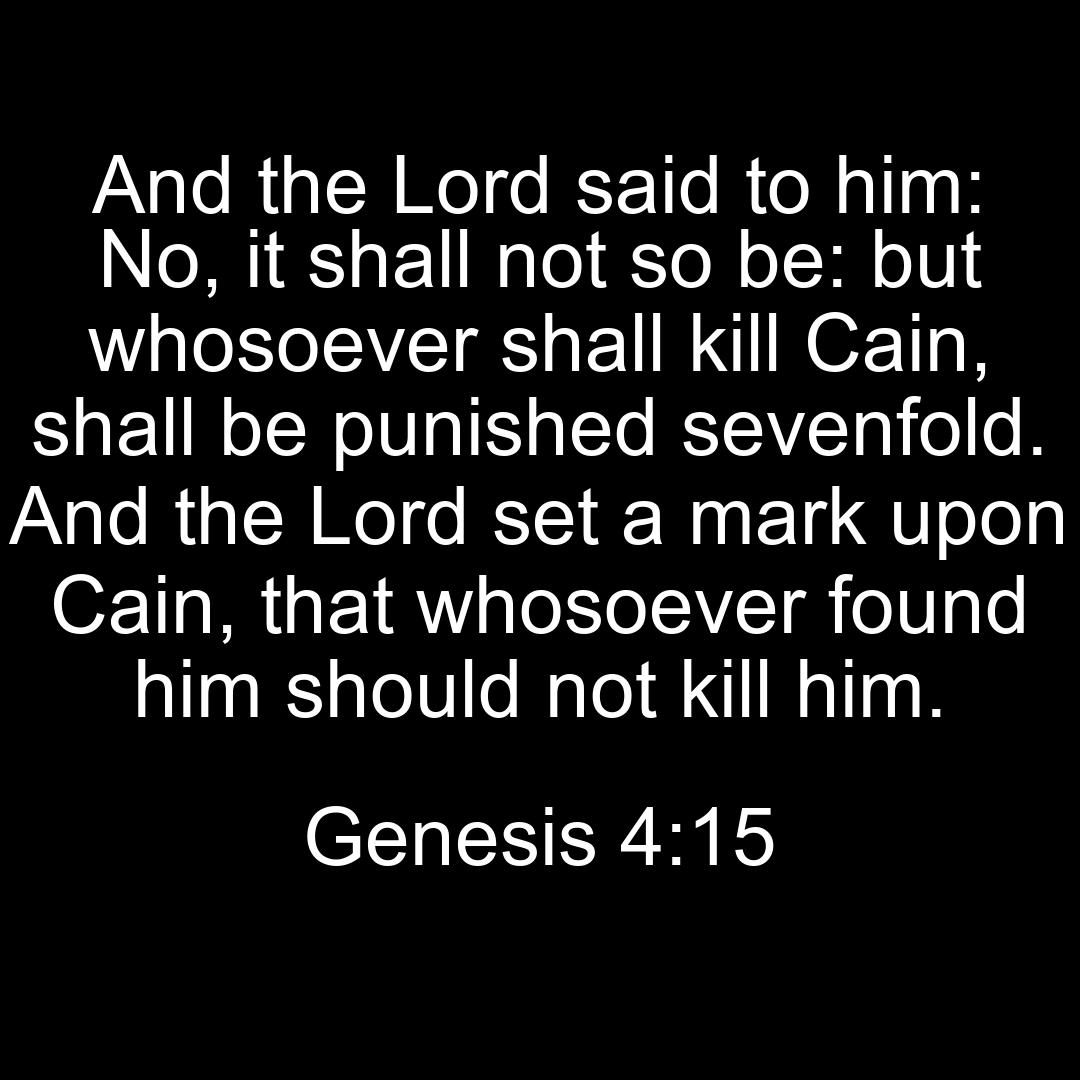 And the Lord said to him:
No, it shall not so be: but
whosoever shall kill Cain,
shall be punished sevenfold.
And the Lord set a mark upon
Cain, that whosoever found
him should not kill him.
Genesis 4:15